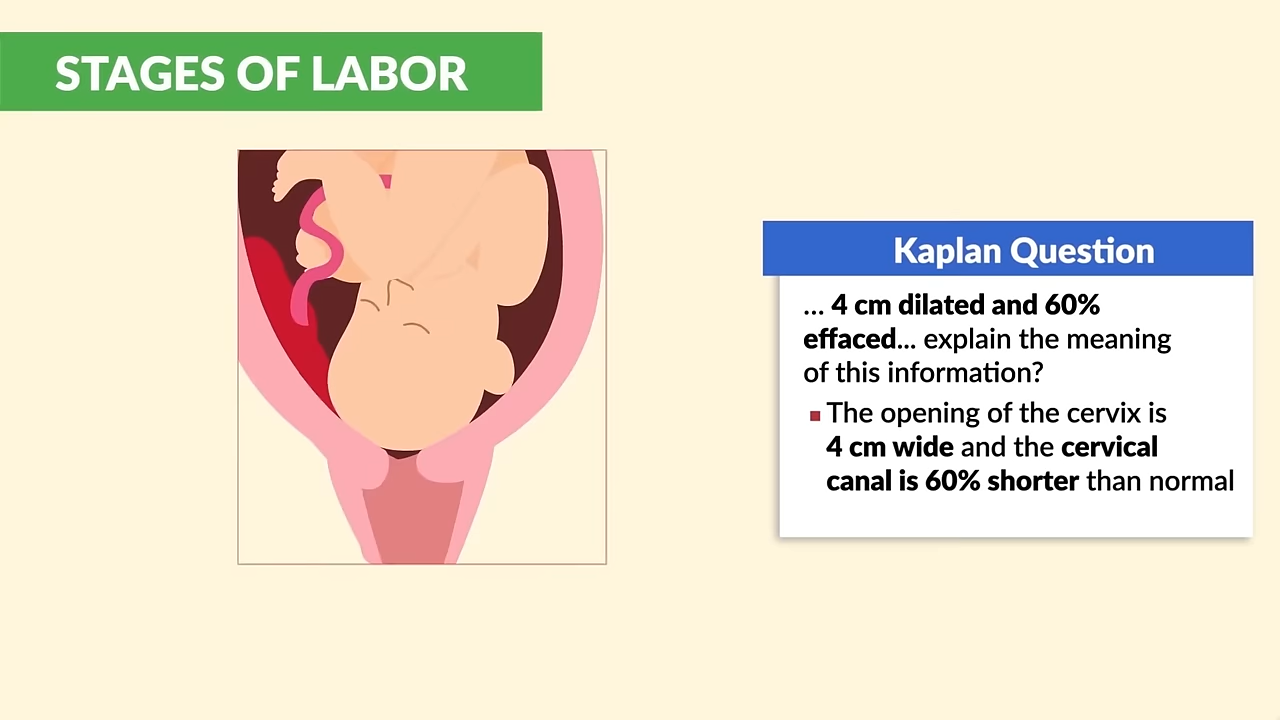 STAGES OF LABOR
Kaplan Question
... 4 cm dilated and 60%
effaced... explain the meaning
of this information?
The opening of the cervix is
4 cm wide and the cervical
canal is 60% shorter than normal